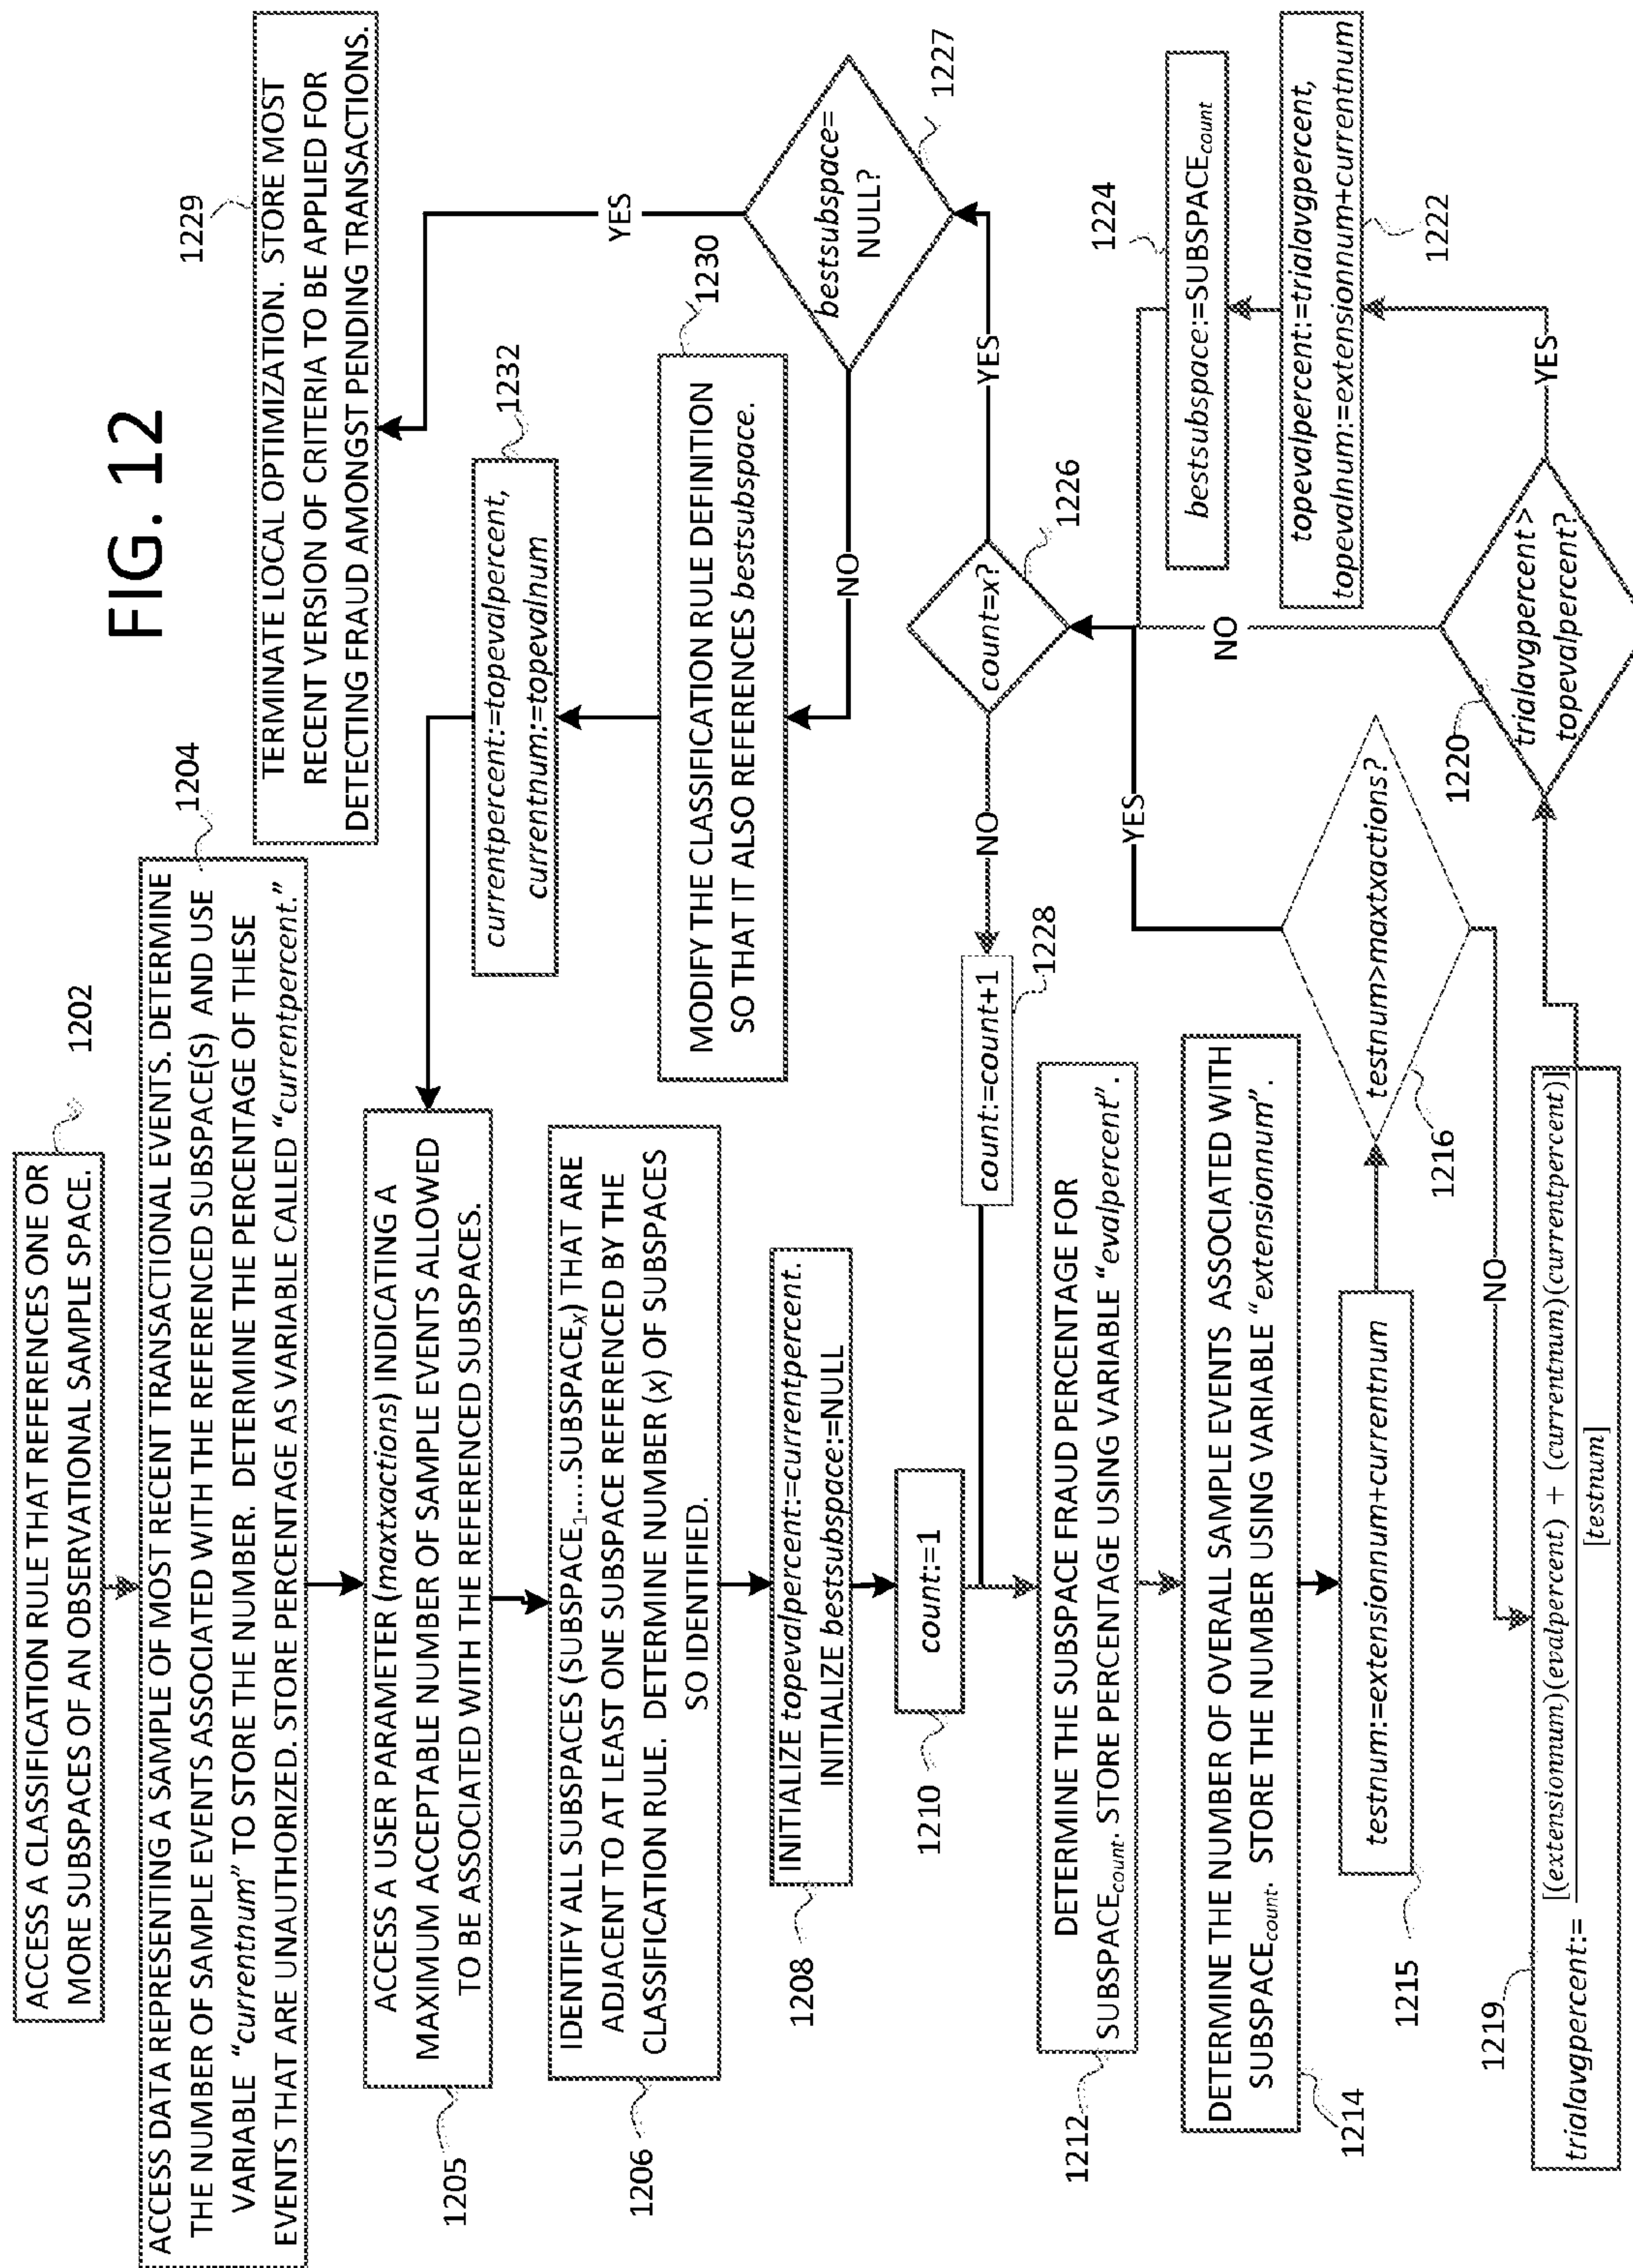 FIG. 12
ACCESS A CLASSIFICATION RULE THAT REFERENCES ONE OR
MORE SUBSPACES OF AN OBSERVATIONAL SAMPLE SPACE.
1202
ACCESS DATA REPRESENTING A SAMPLE OF MOST RECENT TRANSACTIONAL EVENTS. DETERMINE
THE NUMBER OF SAMPLE EVENTS ASSOCIATED WITH THE REFERENCED SUBSPACE(S) AND USE
VARIABLE "currentnum" TO STORE THE NUMBER. DETERMINE THE PERCENTAGE OF THESE
EVENTS THAT ARE UNAUTHORIZED. STORE PERCENTAGE AS VARIABLE CALLED "currentpercent."
1204
ACCESS A USER PARAMETER (maxtxactions) INDICATING A
MAXIMUM ACCEPTABLE NUMBER OF SAMPLE EVENTS ALLOWED
TO BE ASSOCIATED WITH THE REFERENCED SUBSPACES.
1205
IDENTIFY ALL SUBSPACES (SUBSPACE1....SUBSPACEx) THAT ARE
ADJACENT TO AT LEAST ONE SUBSPACE REFERENCED BY THE
CLASSIFICATION RULE. DETERMINE NUMBER (x) OF SUBSPACES
SO IDENTIFIED.
1206
INITIALIZE topevalpercent:=currentpercent.
INITIALIZE bestsubspace:=NULL
1208
count:=1
1210
DETERMINE THE SUBSPACE FRAUD PERCENTAGE FOR
SUBSPACEcount. STORE PERCENTAGE USING VARIABLE "evalpercent".
1212
DETERMINE THE NUMBER OF OVERALL SAMPLE EVENTS ASSOCIATED WITH
SUBSPACEcount. STORE THE NUMBER USING VARIABLE "extensionnum".
1214
testnum:=extensionnum+currentnum
1215
testnum>maxtxactions?
1216
YES
NO
trialavgpercent:= [(extensionnum)(evalpercent) + (currentnum)(currentpercent)]
[testnum]
1219
trialavgpercent >
topevalpercent?
1220
YES
NO
topevalpercent:=trialavgpercent,
topevalnum:=extensionnum+currentnum
1222
bestsubspace:=SUBSPACEcount
1224
count=x?
1226
NO
YES
count:=count+1
1228
bestsubspace=
NULL?
1227
YES
NO
TERMINATE LOCAL OPTIMIZATION. STORE MOST
RECENT VERSION OF CRITERIA TO BE APPLIED FOR
DETECTING FRAUD AMONGST PENDING TRANSACTIONS.
1229
MODIFY THE CLASSIFICATION RULE DEFINITION
SO THAT IT ALSO REFERENCES bestsubspace.
1230
currentpercent:=topevalpercent,
currentnum:=topevalnum
1232